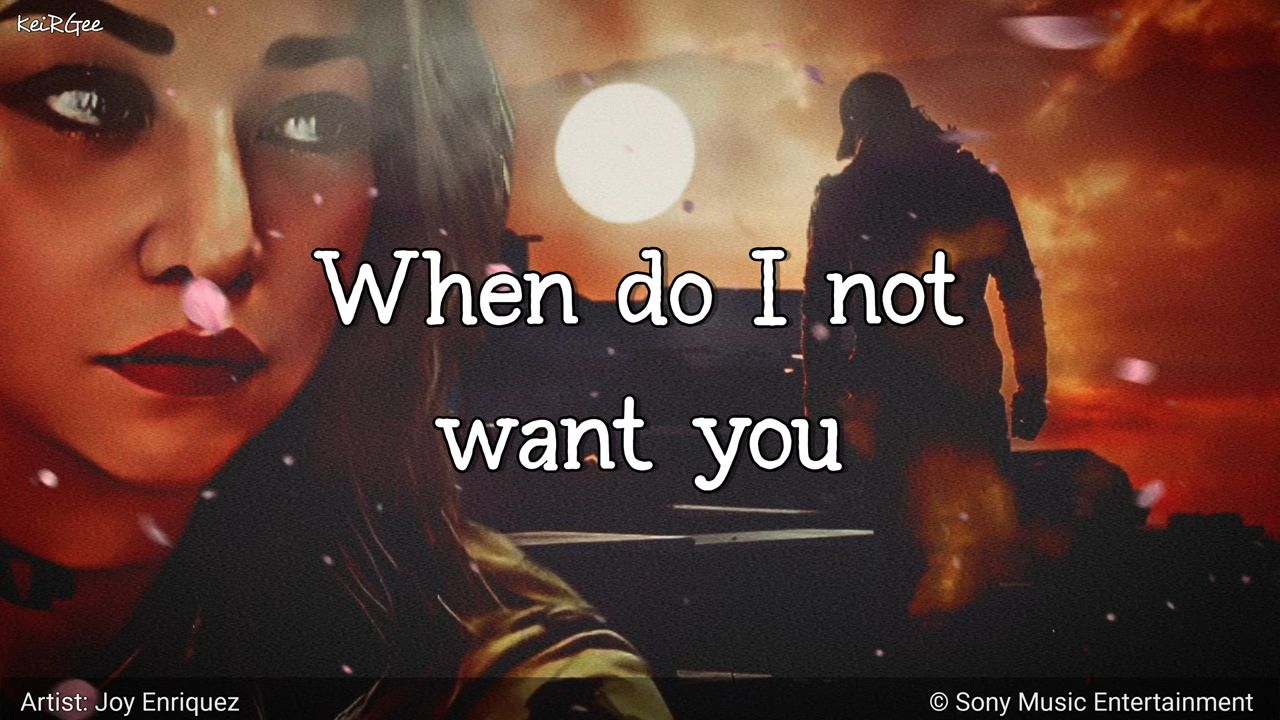 KeiRGee
When do I not
want you
Artist: Joy Enriquez
© Sony Music Entertainment